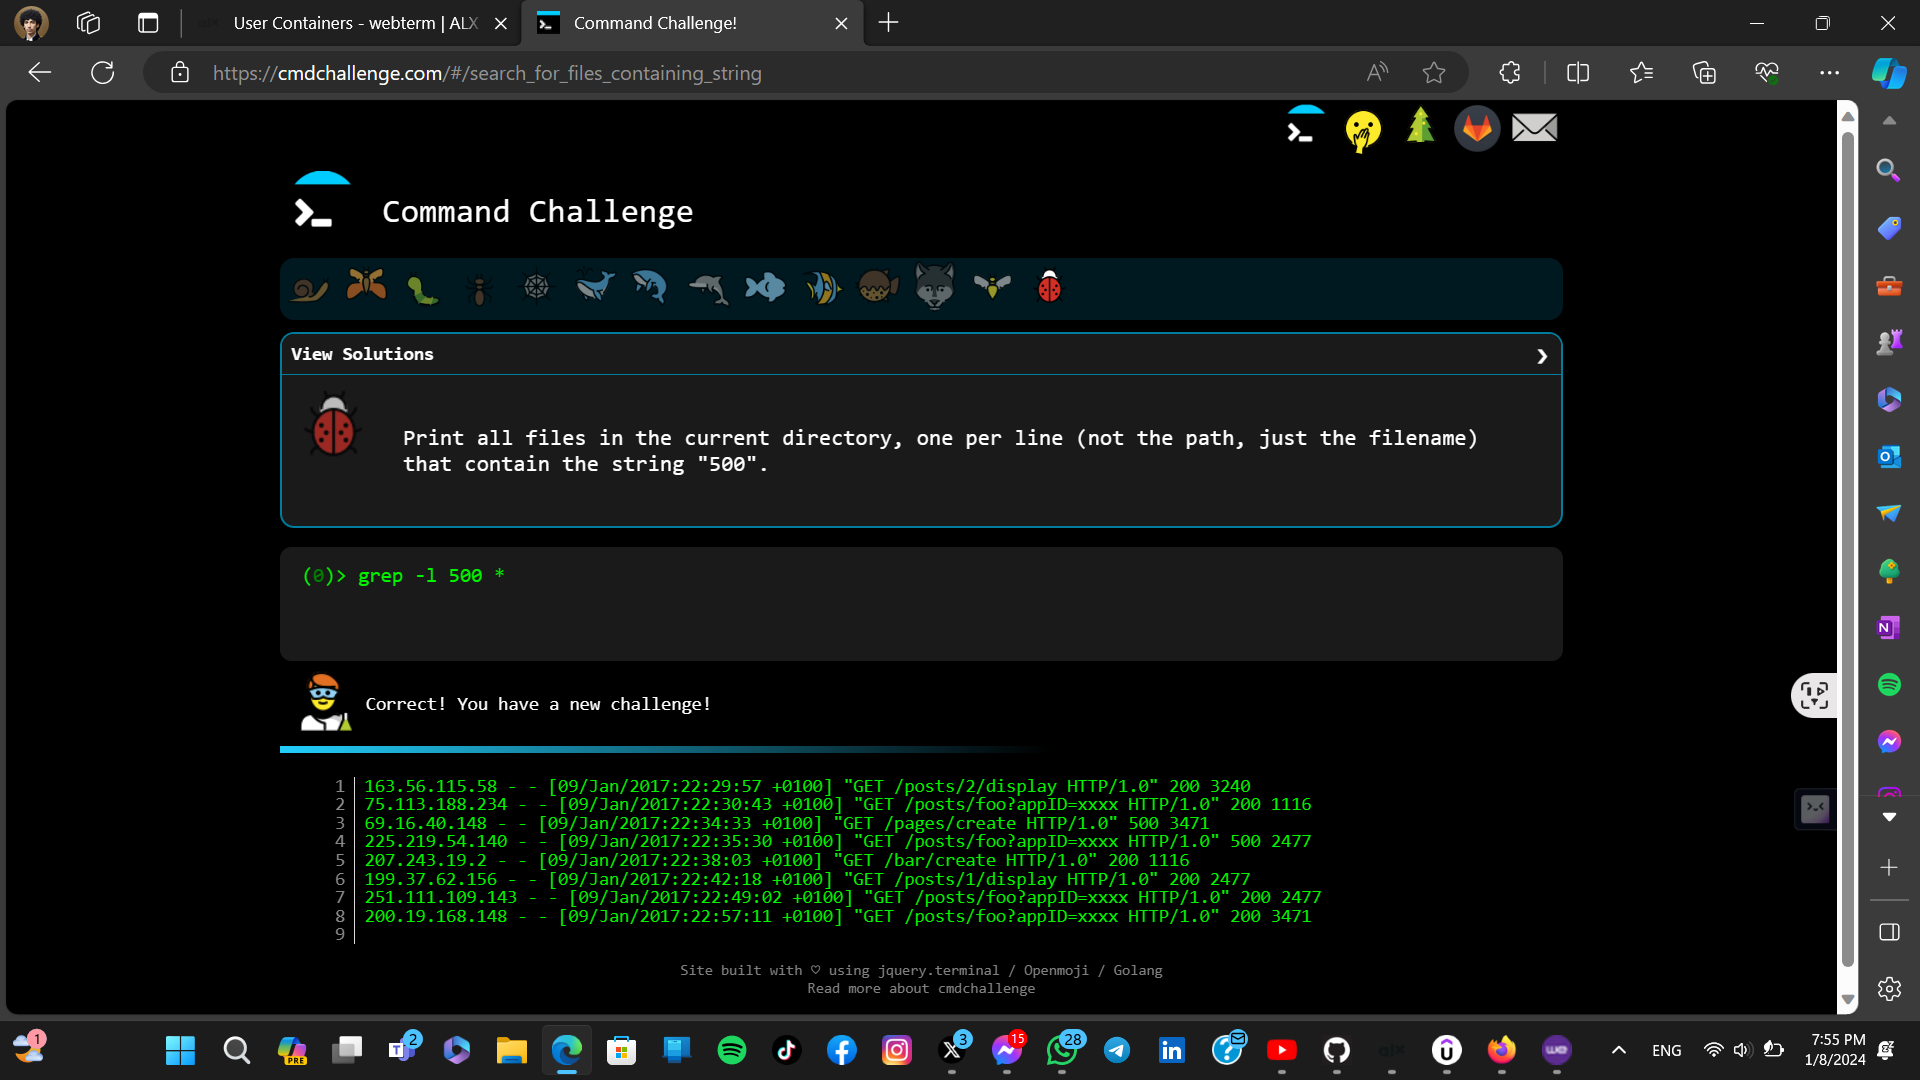 User Containers - webterm | ALX
Command Challenge!
https://cmdchallenge.com/#/search_for_files_containing_string
Command Challenge
View Solutions
Print all files in the current directory, one per line (not the path, just the filename)
that contain the string "500".
(0)> grep -l 500 *
Correct! You have a new challenge!
1 163.56.115.58 - - [09/Jan/2017:22:29:57 +0100] "GET /posts/2/display HTTP/1.0" 200 3240
2 75.113.188.234 - - [09/Jan/2017:22:30:43 +0100] "GET /posts/foo?appID=xxxx HTTP/1.0" 200 1116
3 69.16.40.148 - - [09/Jan/2017:22:34:33 +0100] "GET /pages/create HTTP/1.0" 500 3471
4 225.219.54.140 - - [09/Jan/2017:22:35:30 +0100] "GET /posts/foo?appID=xxxx HTTP/1.0" 500 2477
5 207.243.19.2 - - [09/Jan/2017:22:38:03 +0100] "GET /bar/create HTTP/1.0" 200 1116
6 199.37.62.156 - - [09/Jan/2017:22:42:18 +0100] "GET /posts/1/display HTTP/1.0" 200 2477
7 251.111.109.143 - - [09/Jan/2017:22:49:02 +0100] "GET /posts/foo?appID=xxxx HTTP/1.0" 200 2477
8 200.19.168.148 - - [09/Jan/2017:22:57:11 +0100] "GET /posts/foo?appID=xxxx HTTP/1.0" 200 3471
9
Site built with ♡ using jquery.terminal / Openmoji / Golang
Read more about cmdchallenge
1
PRE
2
3
15
28
ENG
7:55 PM
1/8/2024